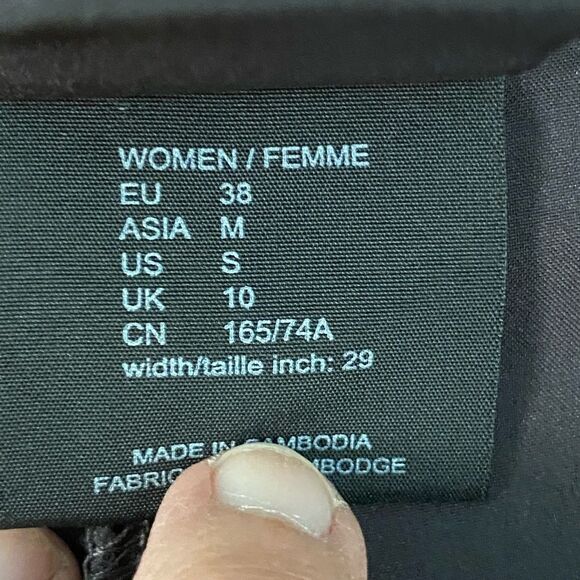 WOMEN / FEMME
EU 38
ASIA M
US S
UK 10
CN 165/74A
width/taille inch: 29
MADE IN CAMBODIA